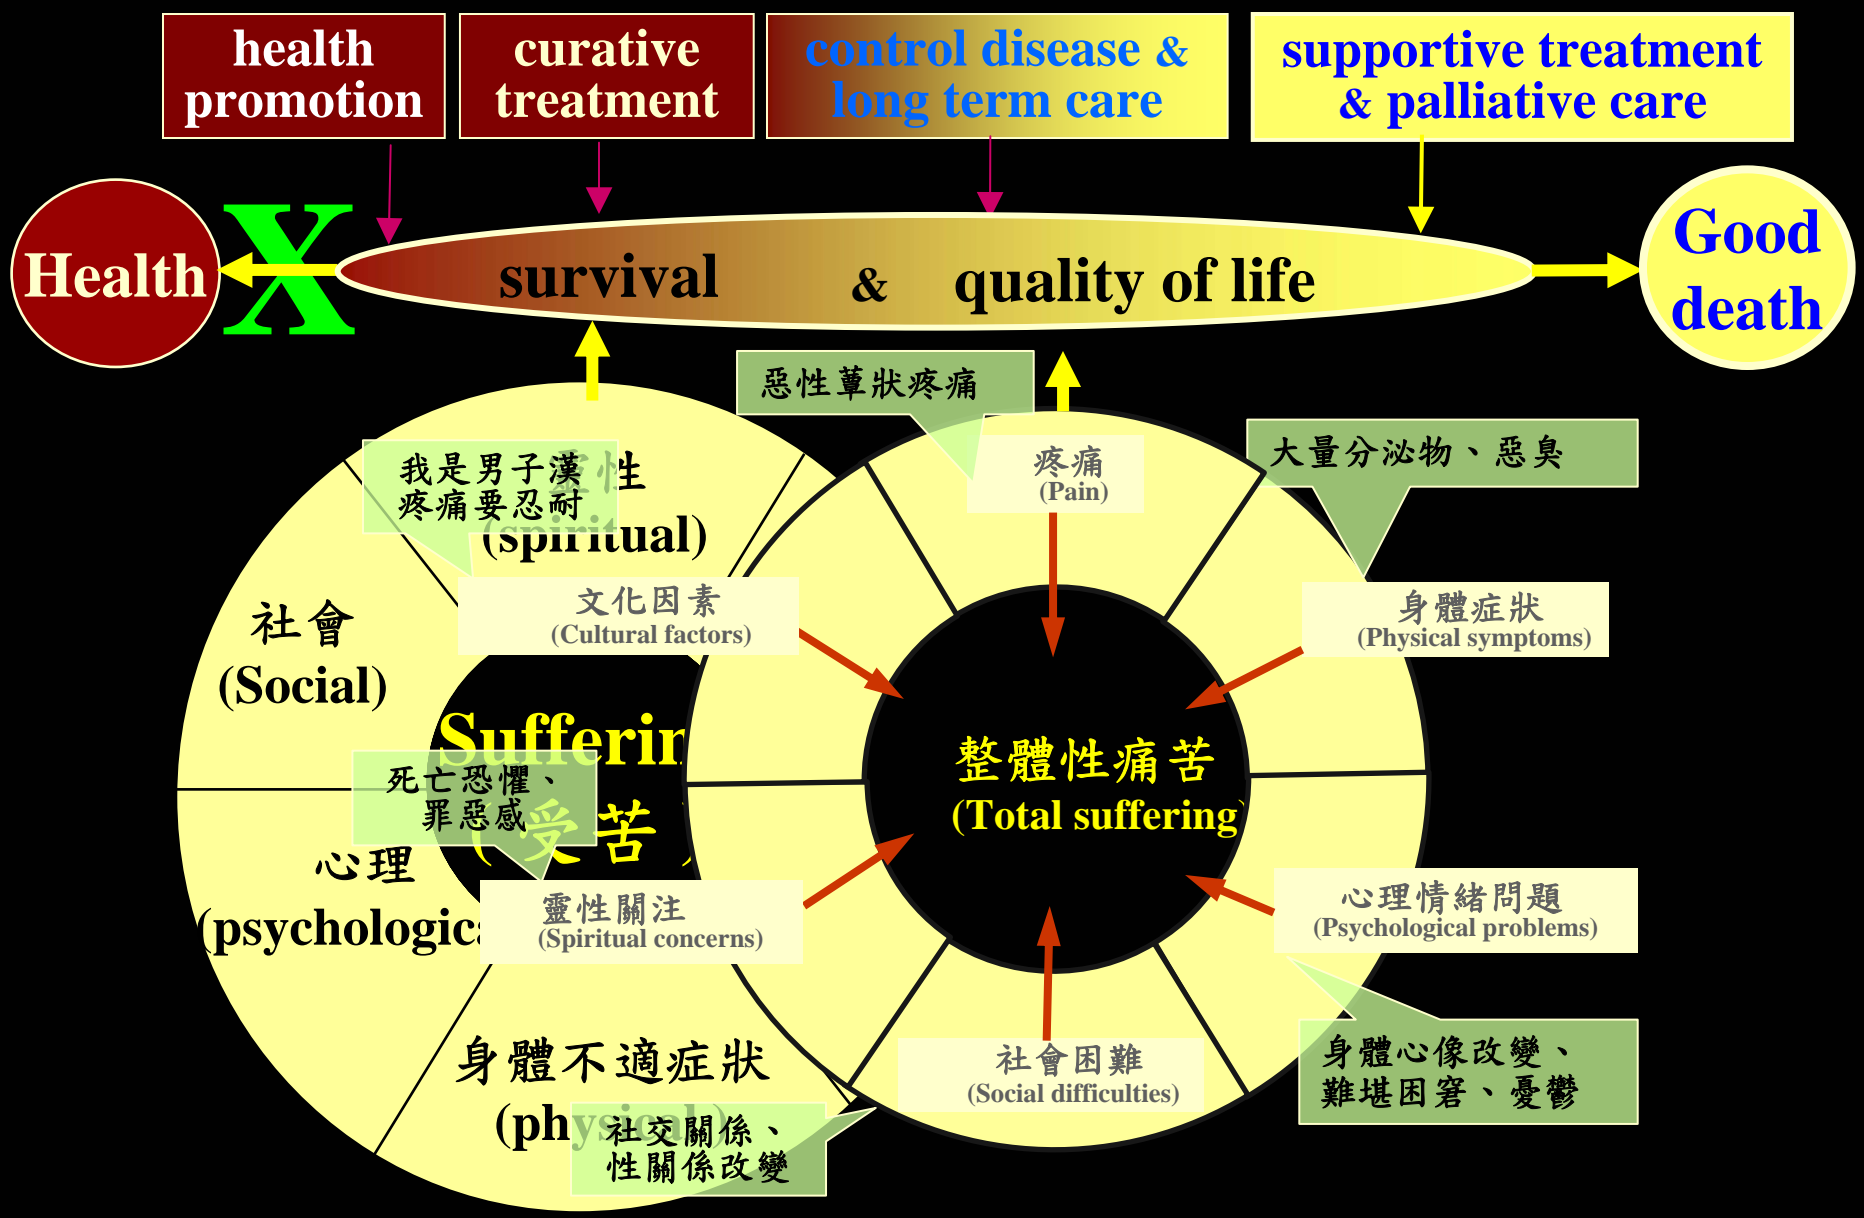 health
promotion
curative
treatment
control disease &
long term care
supportive treatment
& palliative care
Health
X
survival & quality of life
Good
death
惡性蕈狀疼痛
疼痛
(Pain)
大量分泌物、惡臭
我是男子漢
疼痛要忍耐
靈性
(spiritual)
文化因素
(Cultural factors)
身體症狀
(Physical symptoms)
社會
(Social)
Sufferin
(受苦)
死亡恐懼、
罪惡感
整體性痛苦
(Total suffering)
心理
(psychologica
靈性關注
(Spiritual concerns)
心理情緒問題
(Psychological problems)
身體不適症狀
(physical)
社會困難
(Social difficulties)
社交關係、
性關係改變
身體心像改變、
難堪困窘、憂鬱